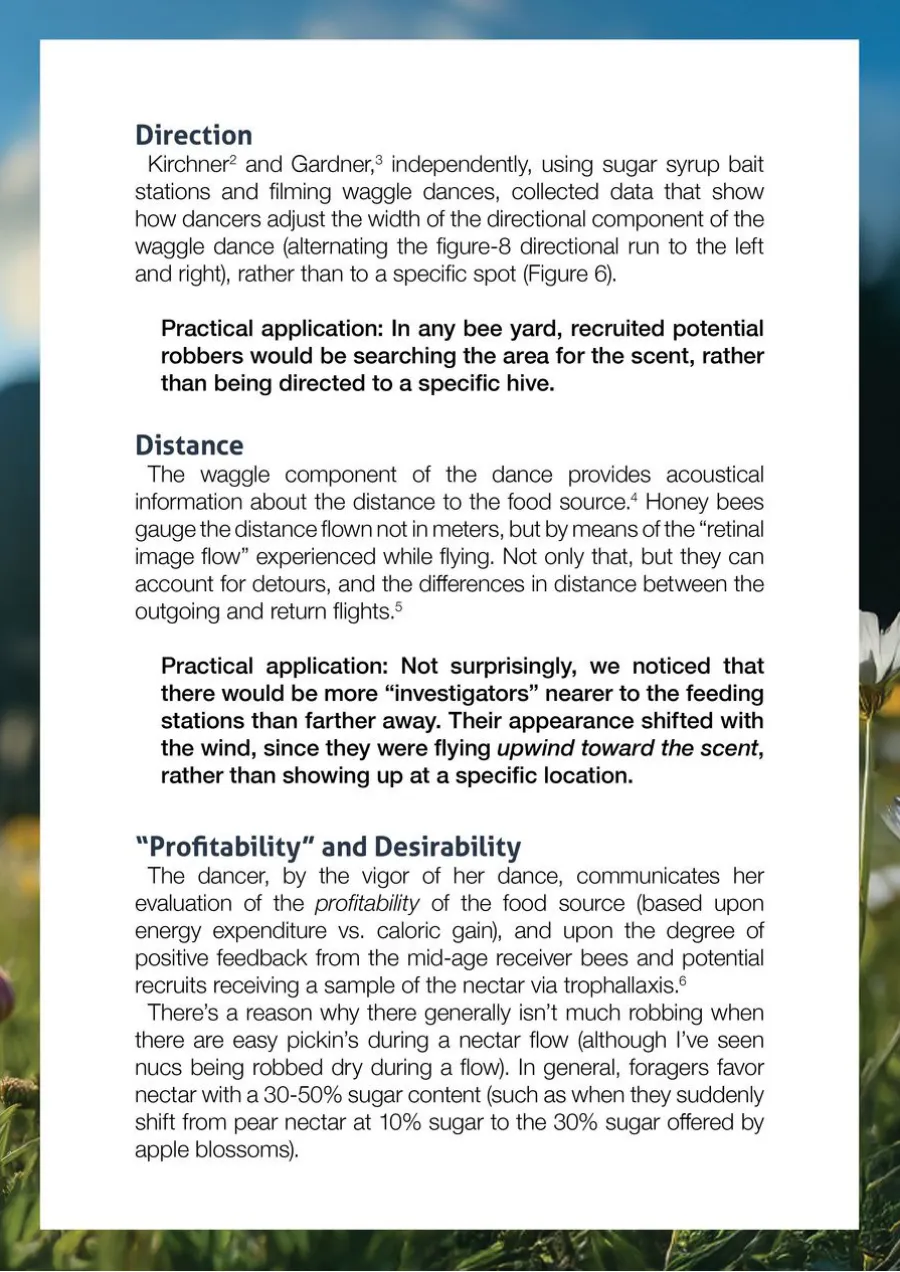 Direction
Kirchner² and Gardner,³ independently, using sugar syrup bait
stations and filming waggle dances, collected data that show
how dancers adjust the width of the directional component of the
waggle dance (alternating the figure-8 directional run to the left
and right), rather than to a specific spot (Figure 6).
Practical application: In any bee yard, recruited potential
robbers would be searching the area for the scent, rather
than being directed to a specific hive.
Distance
The waggle component of the dance provides acoustical
information about the distance to the food source.⁴ Honey bees
gauge the distance flown not in meters, but by means of the “retinal
image flow” experienced while flying. Not only that, but they can
account for detours, and the differences in distance between the
outgoing and return flights.⁵
Practical application: Not surprisingly, we noticed that
there would be more “investigators” nearer to the feeding
stations than farther away. Their appearance shifted with
the wind, since they were flying upwind toward the scent,
rather than showing up at a specific location.
“Profitability” and Desirability
The dancer, by the vigor of her dance, communicates her
evaluation of the profitability of the food source (based upon
energy expenditure vs. caloric gain), and upon the degree of
positive feedback from the mid-age receiver bees and potential
recruits receiving a sample of the nectar via trophallaxis.⁶
There’s a reason why there generally isn’t much robbing when
there are easy pickin’s during a nectar flow (although I’ve seen
nucs being robbed dry during a flow). In general, foragers favor
nectar with a 30-50% sugar content (such as when they suddenly
shift from pear nectar at 10% sugar to the 30% sugar offered by
apple blossoms).